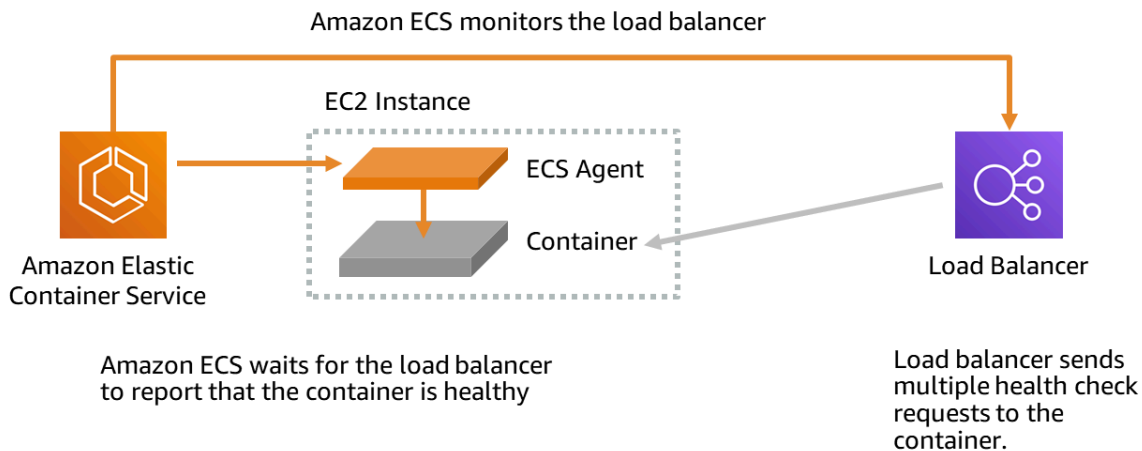 Amazon ECS monitors the load balancer
EC2 Instance
ECS Agent
Container
Amazon Elastic
Container Service
Load Balancer
Amazon ECS waits for the load balancer
to report that the container is healthy
Load balancer sends
multiple health check
requests to the
container.